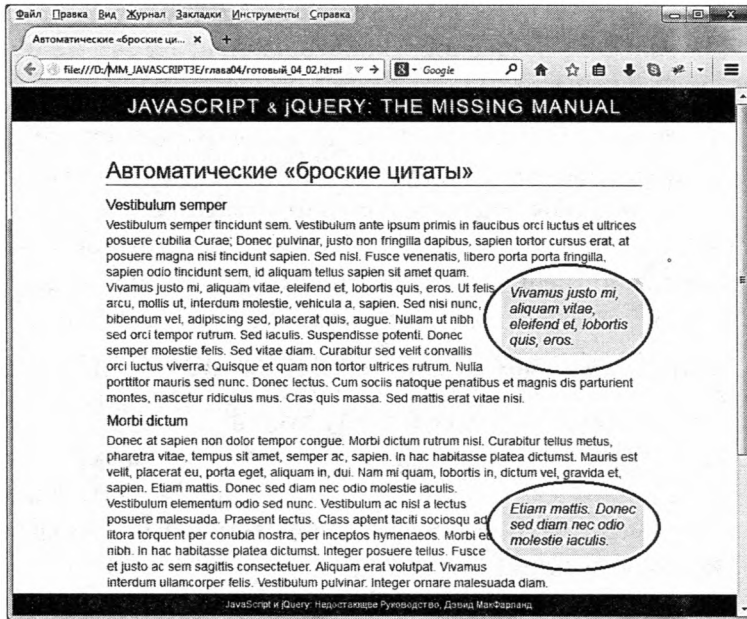 Файл Правка Вид Журнал Закладки Инструменты Справка
Автоматические «броские ци... × +
file:///D:/MM_JAVASCRIPT3E/глава04/готовый_04_02.html 8 - Google
JAVASCRIPT & jQUERY: THE MISSING MANUAL
Автоматические «броские цитаты»
Vestibulum semper
Vestibulum semper tincidunt sem. Vestibulum ante ipsum primis in faucibus orci luctus et ultrices
posuere cubilia Curae; Donec pulvinar, justo non fringilla dapibus, sapien tortor cursus erat, at
posuere magna nisi tincidunt sapien. Sed nisl. Fusce venenatis, libero porta porta fringilla,
sapien odio tincidunt sem, id aliquam tellus sapien sit amet quam.
Vivamus justo mi, aliquam vitae, eleifend et, lobortis quis, eros. Ut felis
arcu, mollis ut, interdum molestie, vehicula a, sapien. Sed nisi nunc,
bibendum vel, adipiscing sed, placerat quis, augue. Nullam ut nibh
sed orci tempor rutrum. Sed iaculis. Suspendisse potenti. Donec
semper molestie felis. Sed vitae diam. Curabitur sed velit convallis
orci luctus viverra. Quisque et quam non tortor ultrices rutrum. Nulla
porttitor mauris sed nunc. Donec lectus. Cum sociis natoque penatibus et magnis dis parturient
montes, nascetur ridiculus mus. Cras quis massa. Sed mattis erat vitae nisi.
Vivamus justo mi,
aliquam vitae,
eleifend et, lobortis
quis, eros.
Morbi dictum
Donec at sapien non dolor tempor congue. Morbi dictum rutrum nisl. Curabitur tellus metus,
pharetra vitae, tempus sit amet, semper ac, sapien. In hac habitasse platea dictumst. Mauris est
velit, placerat eu, porta eget, aliquam in, dui. Nam mi quam, lobortis in, dictum vel, gravida et,
sapien. Etiam mattis. Donec sed diam nec odio molestie iaculis.
Vestibulum elementum odio sed nunc. Vestibulum ac nisl a lectus
posuere malesuada. Praesent lectus. Class aptent taciti sociosqu ad
litora torquent per conubia nostra, per inceptos hymenaeos. Morbi et
nibh. In hac habitasse platea dictumst. Integer posuere tellus. Fusce
et justo ac sem sagittis consectetuer. Aliquam erat volutpat. Vivamus
interdum ullamcorper felis. Vestibulum pulvinar. Integer ornare malesuada diam.
Etiam mattis. Donec
sed diam nec odio
molestie iaculis.
JavaScript и jQuery: Недостающее Руководство, Дэвид МакФарланд